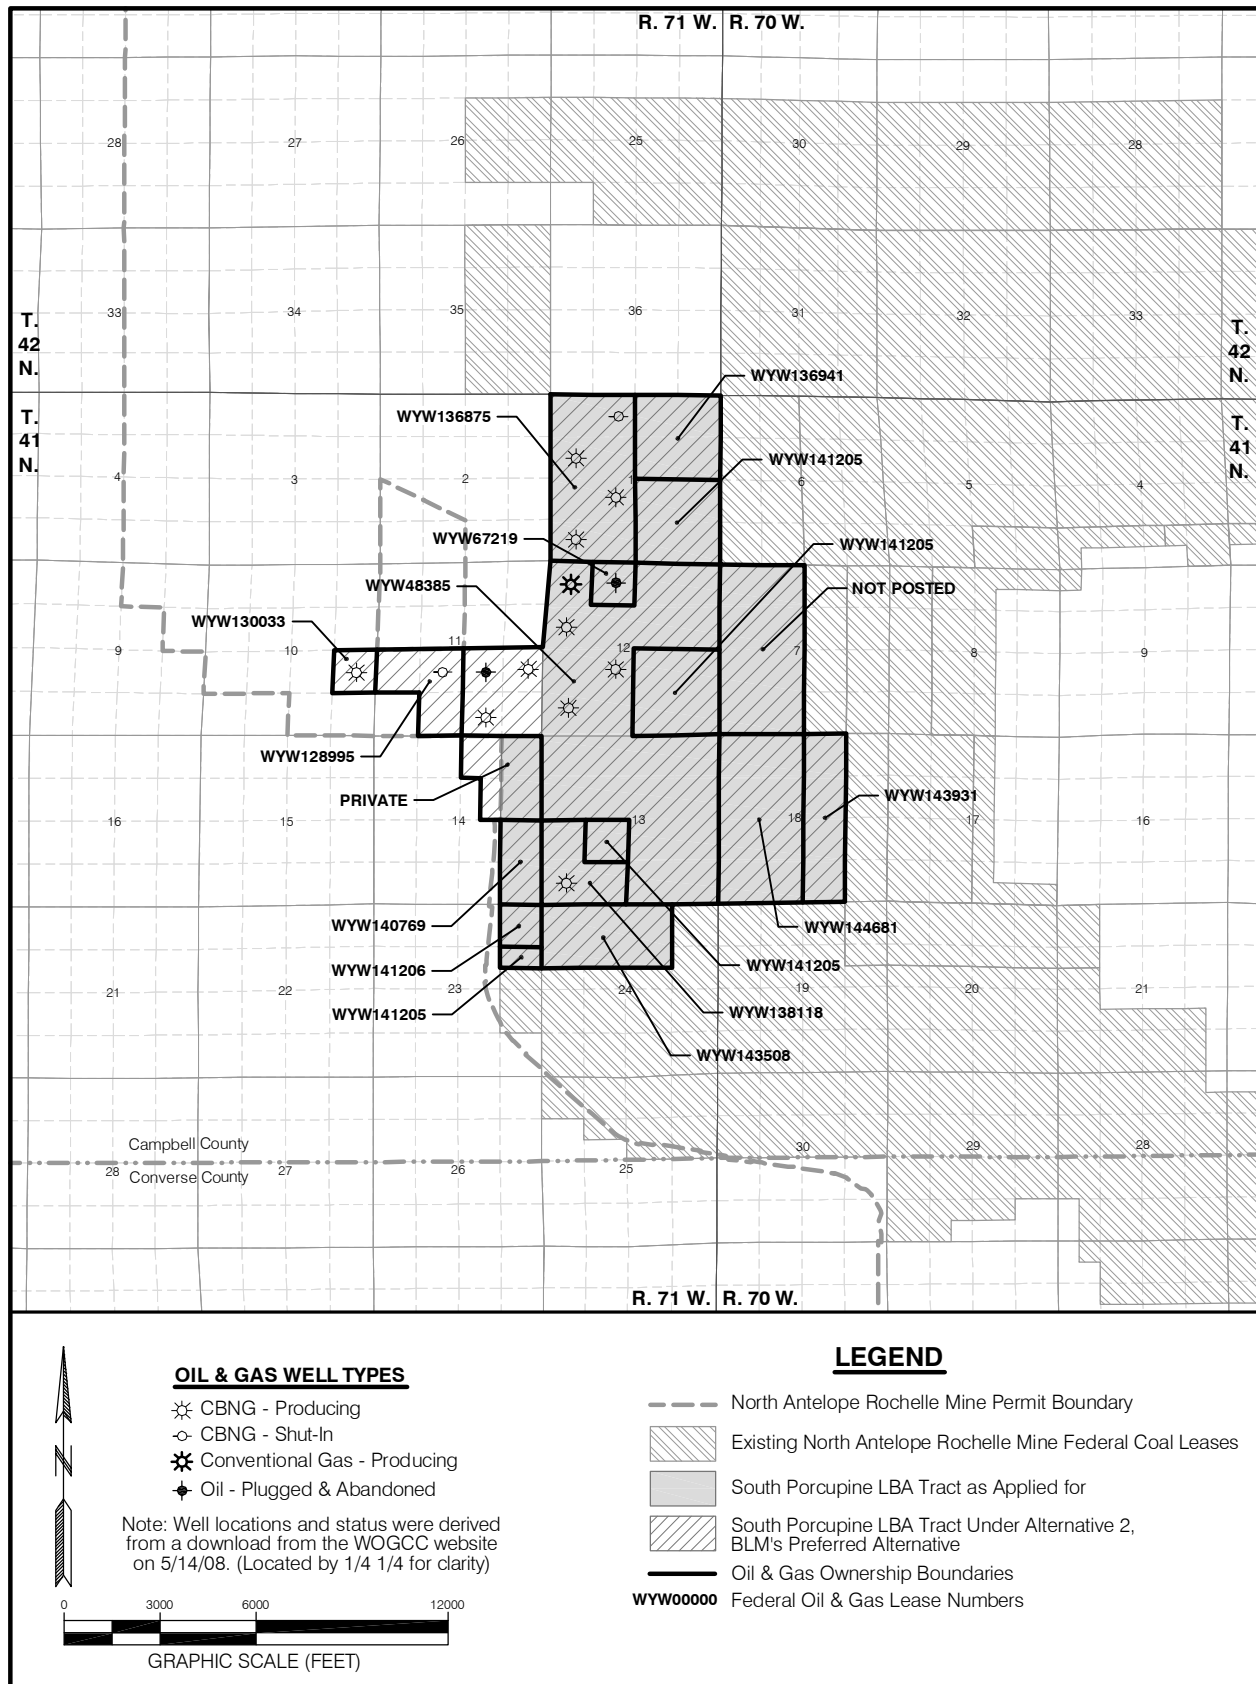 R. 71 W. R. 70 W.
28 27 26 25 30 29 28
33 34 35 36 31 32 33
T.
42
N.
T.
42
N.
WYW136941
T.
41
N.
T.
41
N.
WYW136875
WYW141205
4 3 2 1 6 5 4
WYW67219
WYW141205
WYW48385
NOT POSTED
WYW130033
9 10 11 12 7 8 9
WYW128995
PRIVATE
WYW143931
16 15 14 13 18 17 16
WYW140769
WYW144681
WYW141206
WYW141205
21 22 23 24 19 20 21
WYW141205
WYW138118
WYW143508
Campbell County
28 27 26 25 30 29 28
Converse County
R. 71 W. R. 70 W.
N
OIL & GAS WELL TYPES
CBNG - Producing
CBNG - Shut-In
Conventional Gas - Producing
Oil - Plugged & Abandoned
Note: Well locations and status were derived
from a download from the WOGCC website
on 5/14/08. (Located by 1/4 1/4 for clarity)
0 3000 6000 12000
GRAPHIC SCALE (FEET)
LEGEND
North Antelope Rochelle Mine Permit Boundary
Existing North Antelope Rochelle Mine Federal Coal Leases
South Porcupine LBA Tract as Applied for
South Porcupine LBA Tract Under Alternative 2,
BLM's Preferred Alternative
Oil & Gas Ownership Boundaries
WYW00000 Federal Oil & Gas Lease Numbers